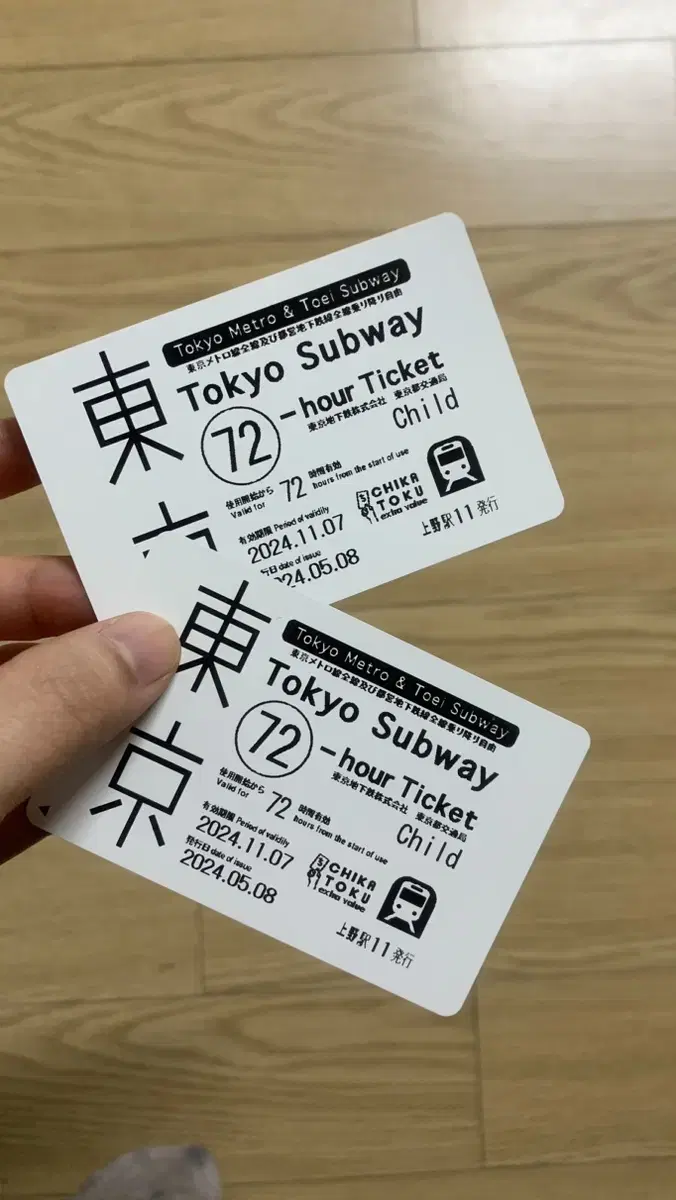 東京
Tokyo Metro & Toei Subway
東京メトロ線全線及び都営地下鉄線全線乗り降り自由
Tokyo Subway
72-hour Ticket
東京地下鉄株式会社 東京都交通局
Child
使用開始から 72 時間有効
Valid for hours from the start of use
有効期限 Period of validity
2024.11.07
行日 date of issue
24.05.08
$ CHIKA
TOKU
extra value
上野駅11発行
東京
Tokyo Metro & Toei Subway
東京メトロ線全線及び都営地下鉄線全線乗り降り自由
Tokyo Subway
72-hour Ticket
東京地下鉄株式会社 東京都交通局
Child
使用開始から 72 時間有効
Valid for hours from the start of use
有効期限 Period of validity
2024.11.07
発行日 date of issue
2024.05.08
$ CHIKA
TOKU
extra value
上野駅11発行